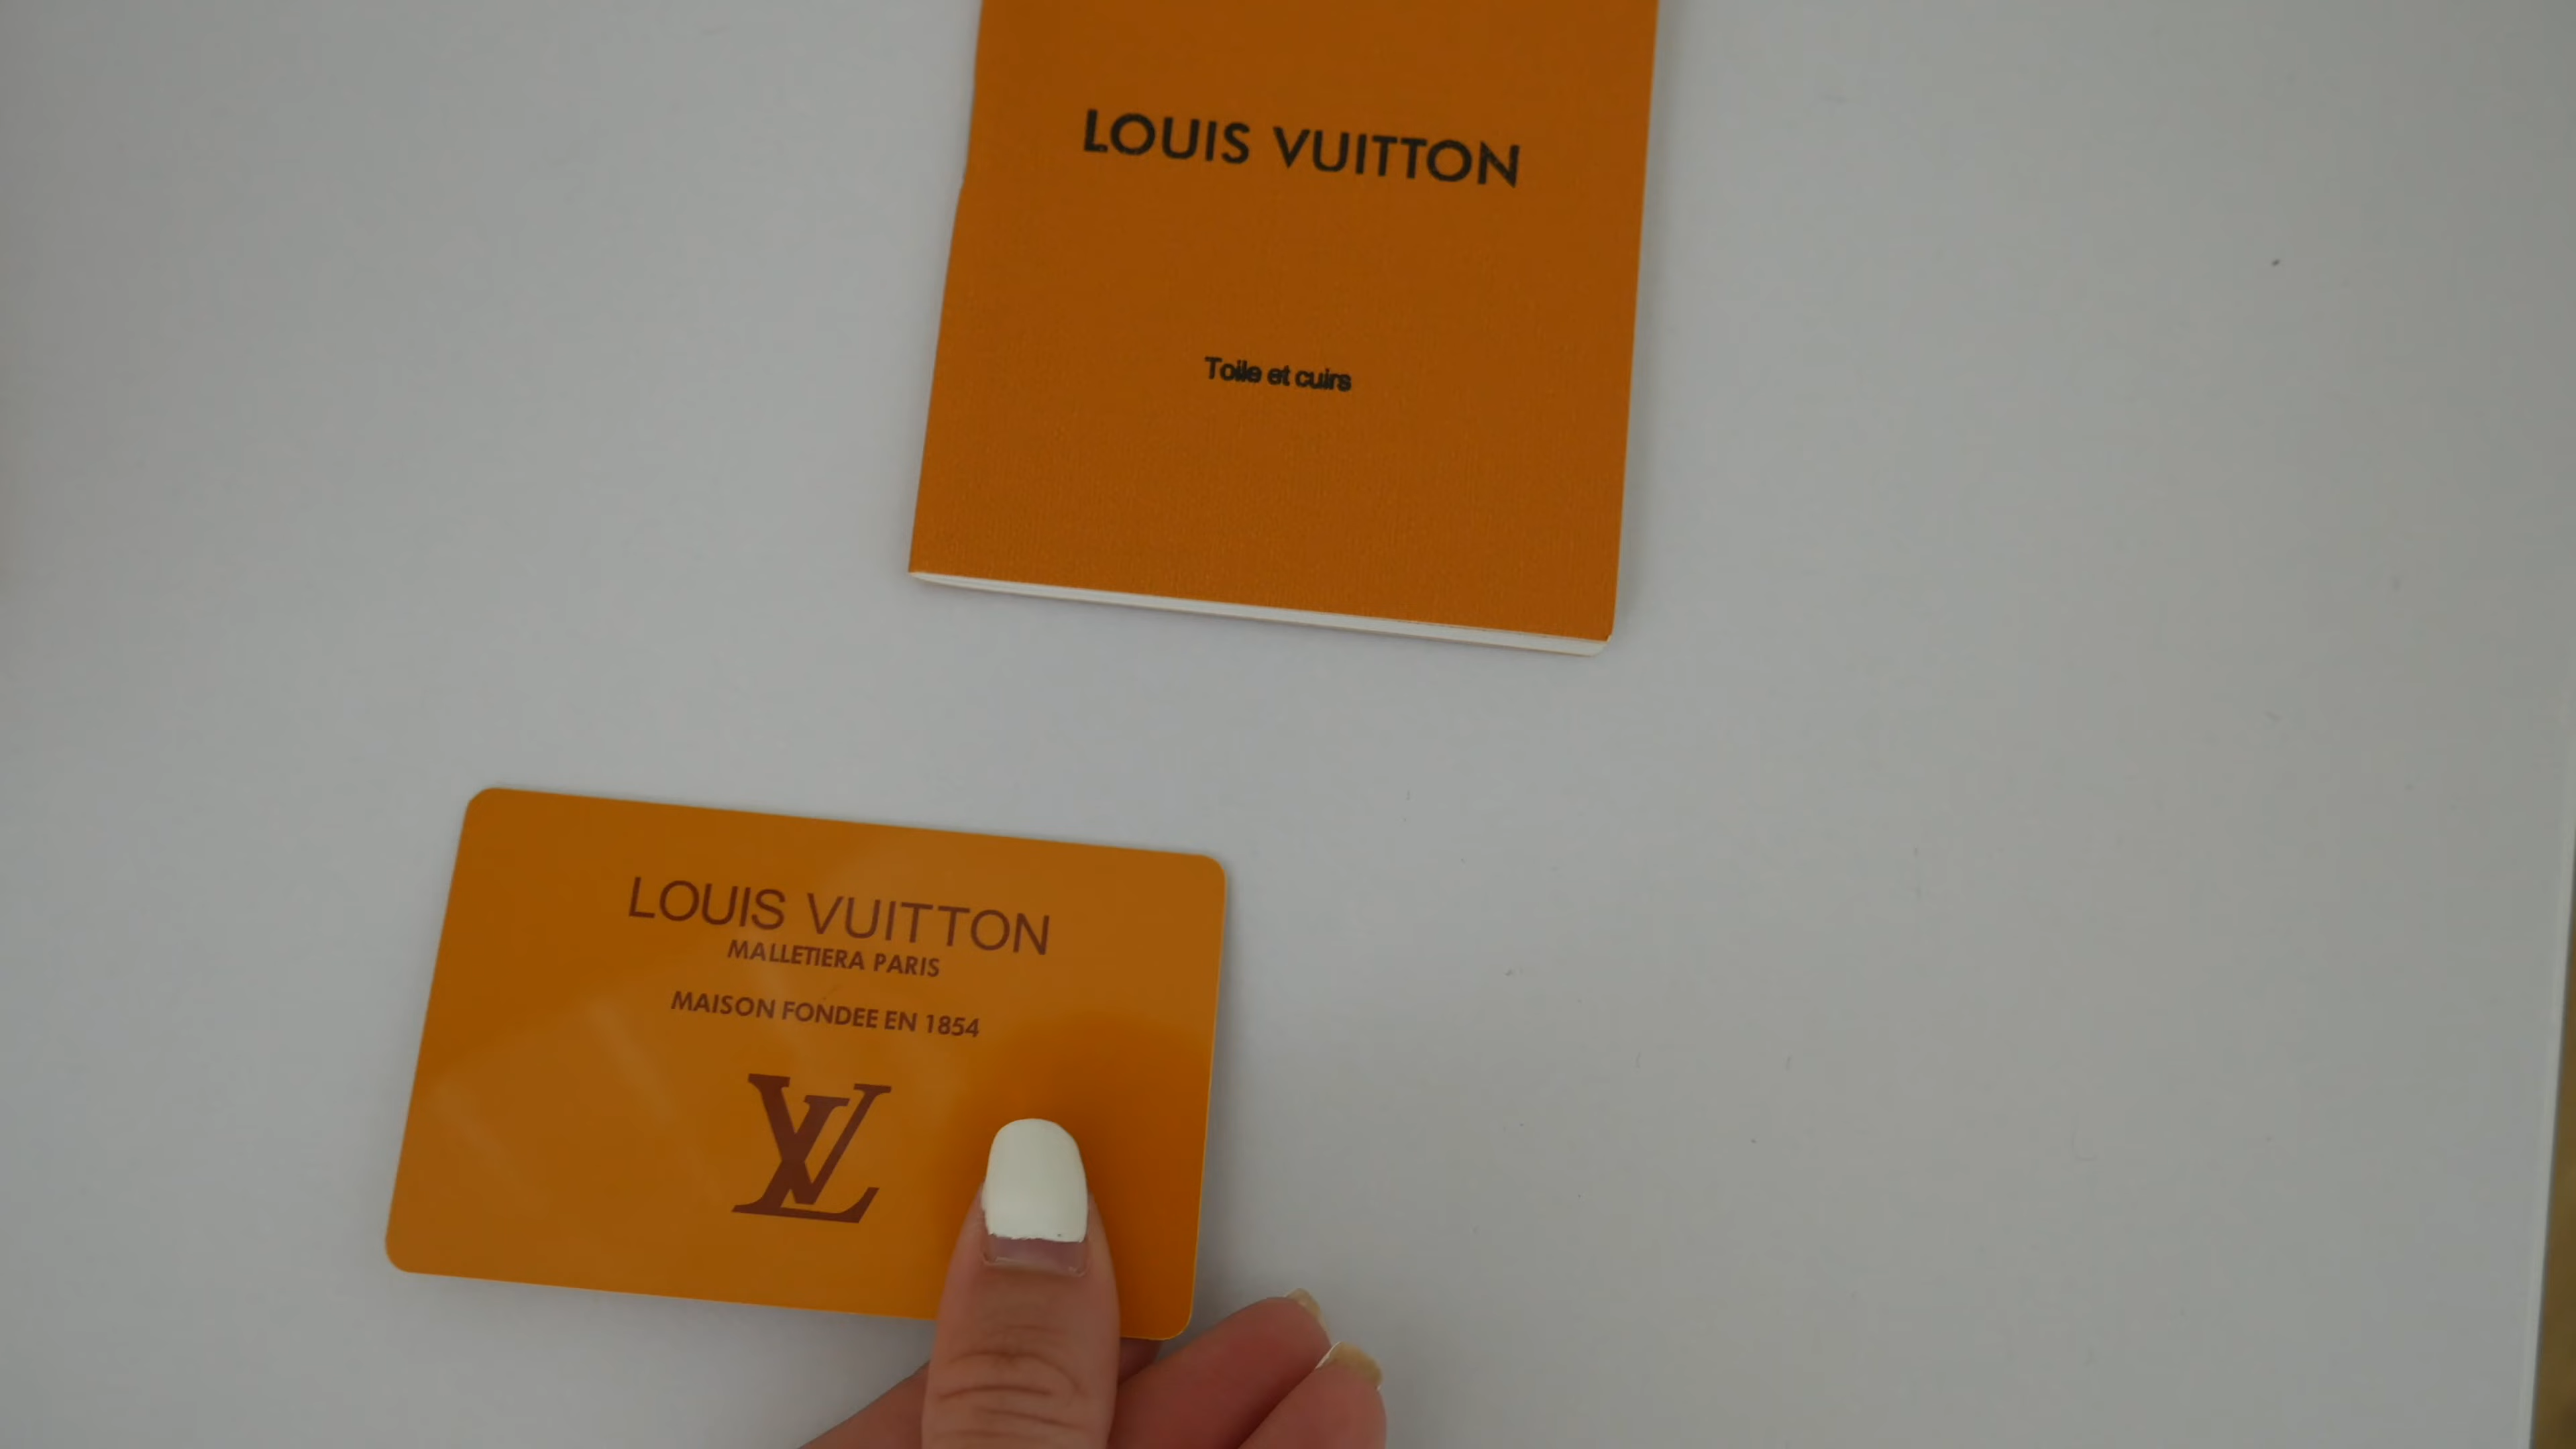 LOUIS VUITTON
Toile et cuirs
LOUIS VUITTON
MALLETIERA PARIS
MAISON FONDEE EN 1854
LV